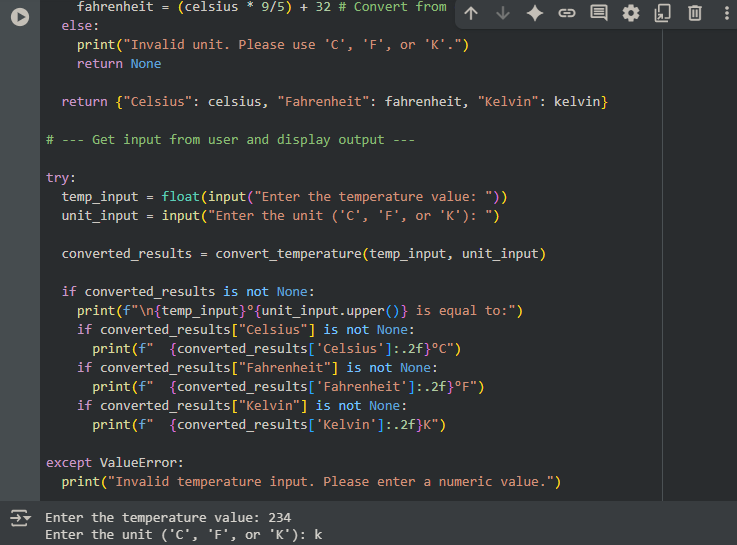 fahrenheit = (celsius * 9/5) + 32 # Convert from
  else:
    print("Invalid unit. Please use 'C', 'F', or 'K'.")
    return None

  return {"Celsius": celsius, "Fahrenheit": fahrenheit, "Kelvin": kelvin}

# --- Get input from user and display output ---

try:
  temp_input = float(input("Enter the temperature value: "))
  unit_input = input("Enter the unit ('C', 'F', or 'K'): ")

  converted_results = convert_temperature(temp_input, unit_input)

  if converted_results is not None:
    print(f"\n{temp_input}°{unit_input.upper()} is equal to:")
    if converted_results["Celsius"] is not None:
      print(f"  {converted_results['Celsius']:.2f}°C")
    if converted_results["Fahrenheit"] is not None:
      print(f"  {converted_results['Fahrenheit']:.2f}°F")
    if converted_results["Kelvin"] is not None:
      print(f"  {converted_results['Kelvin']:.2f}K")

except ValueError:
  print("Invalid temperature input. Please enter a numeric value.")

Enter the temperature value: 234
Enter the unit ('C', 'F', or 'K'): k